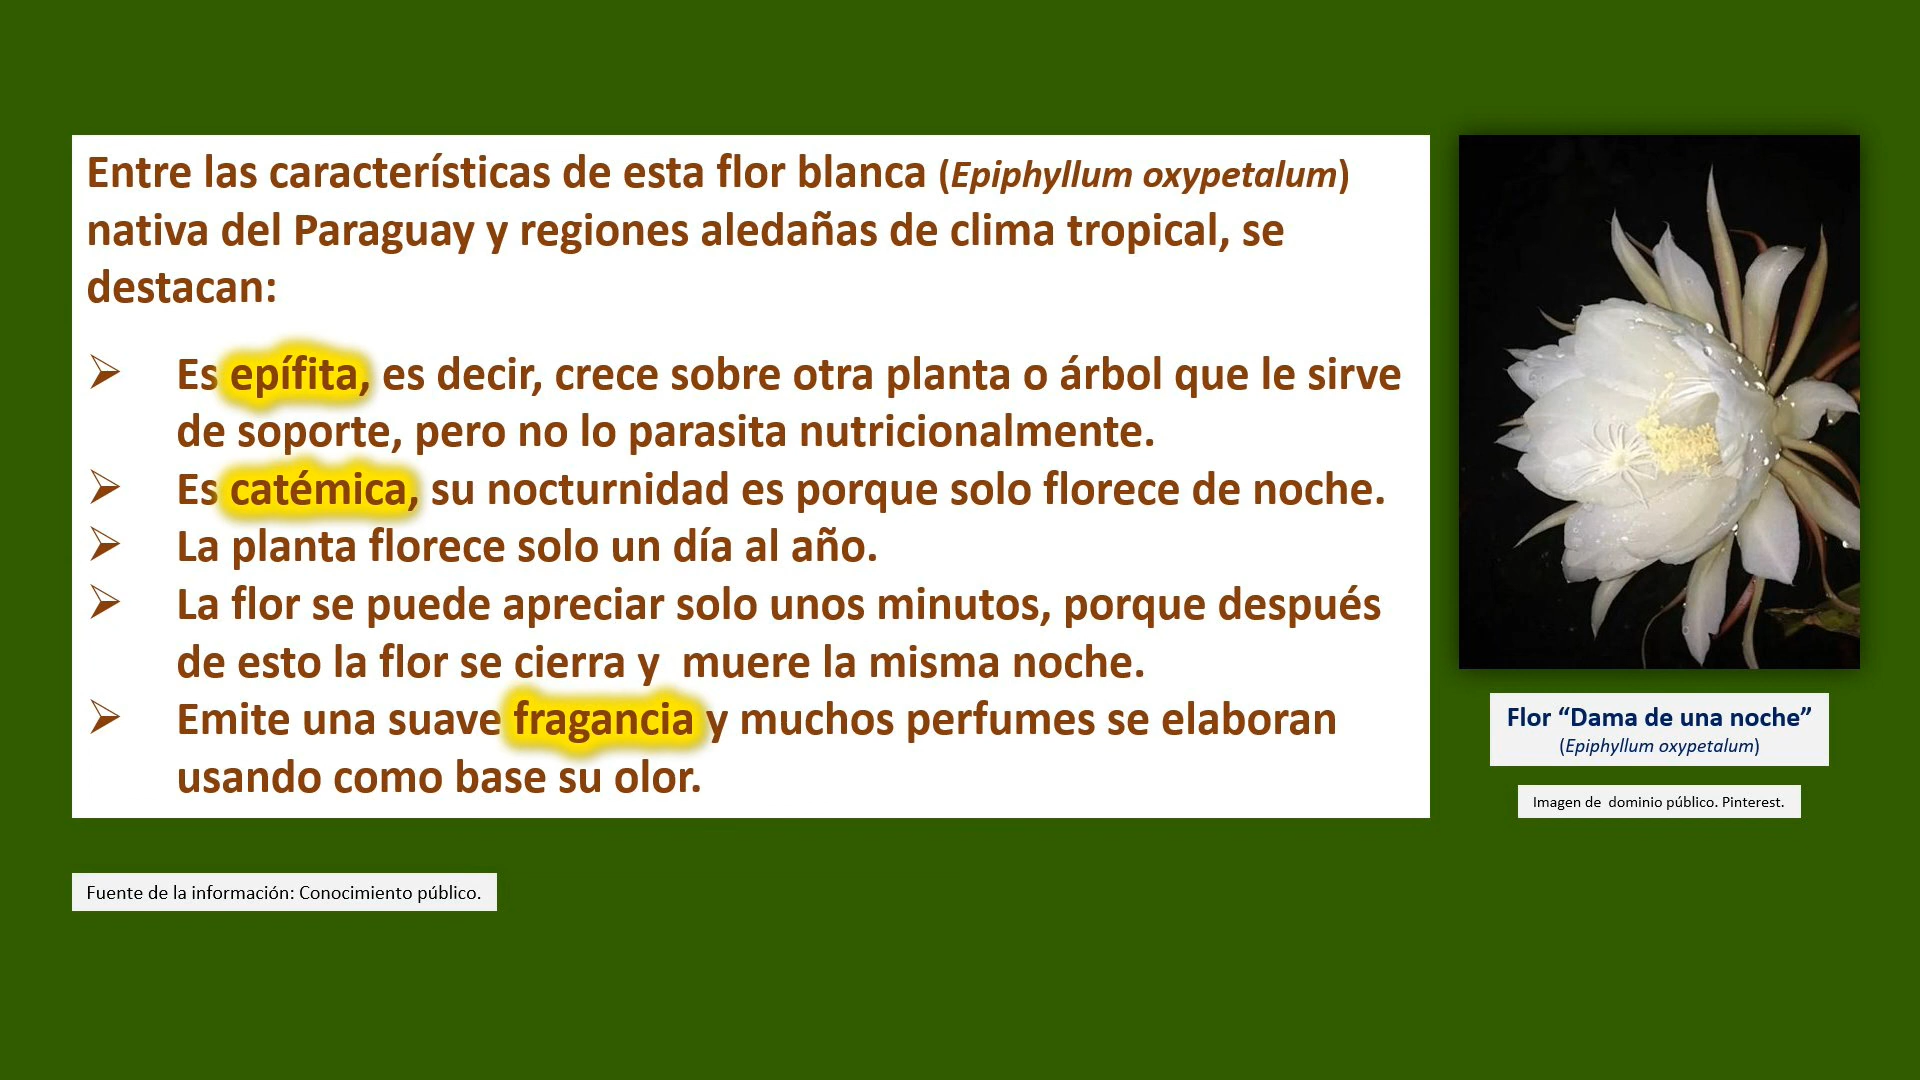 Entre las características de esta flor blanca (Epiphyllum oxypetalum)
nativa del Paraguay y regiones aledañas de clima tropical, se
destacan:
➢ Es epífita, es decir, crece sobre otra planta o árbol que le sirve
de soporte, pero no lo parasita nutricionalmente.
➢ Es catémica, su nocturnidad es porque solo florece de noche.
➢ La planta florece solo un día al año.
➢ La flor se puede apreciar solo unos minutos, porque después
de esto la flor se cierra y  muere la misma noche.
➢ Emite una suave fragancia y muchos perfumes se elaboran
usando como base su olor.
Flor “Dama de una noche”
(Epiphyllum oxypetalum)
Imagen de  dominio público. Pinterest.
Fuente de la información: Conocimiento público.